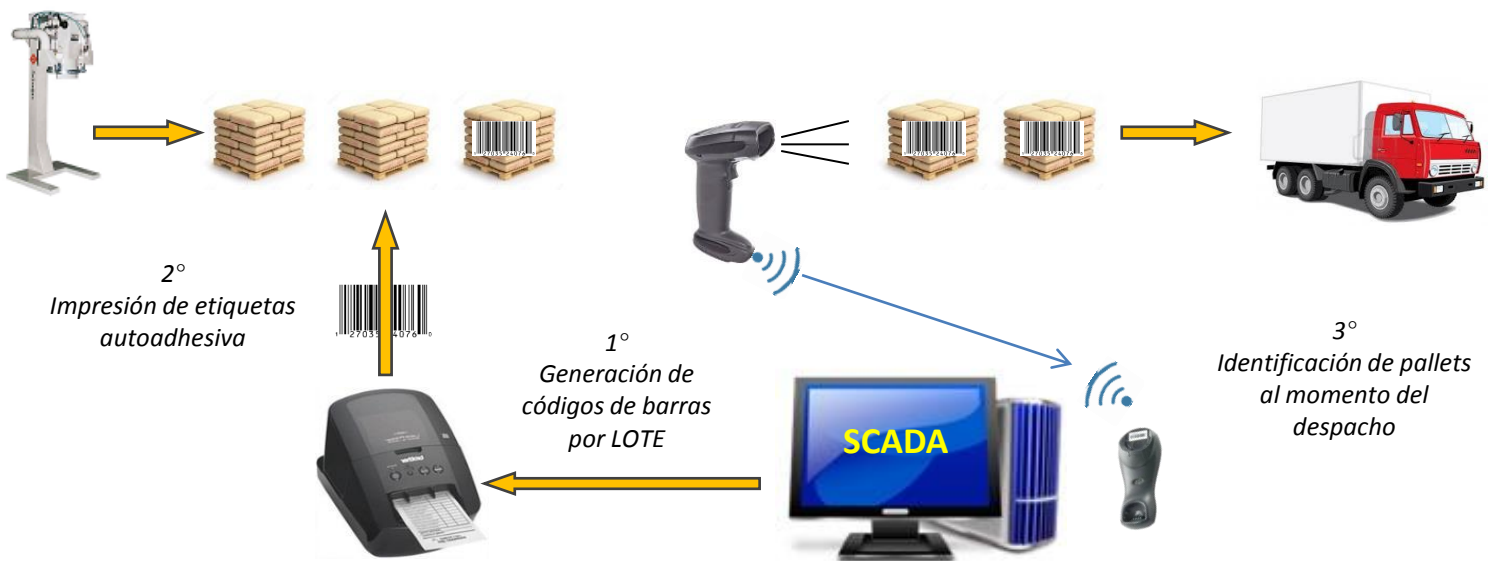 2°
Impresión de etiquetas
autoadhesiva
1°
Generación de
códigos de barras
por LOTE
SCADA
3°
Identificación de pallets
al momento del
despacho